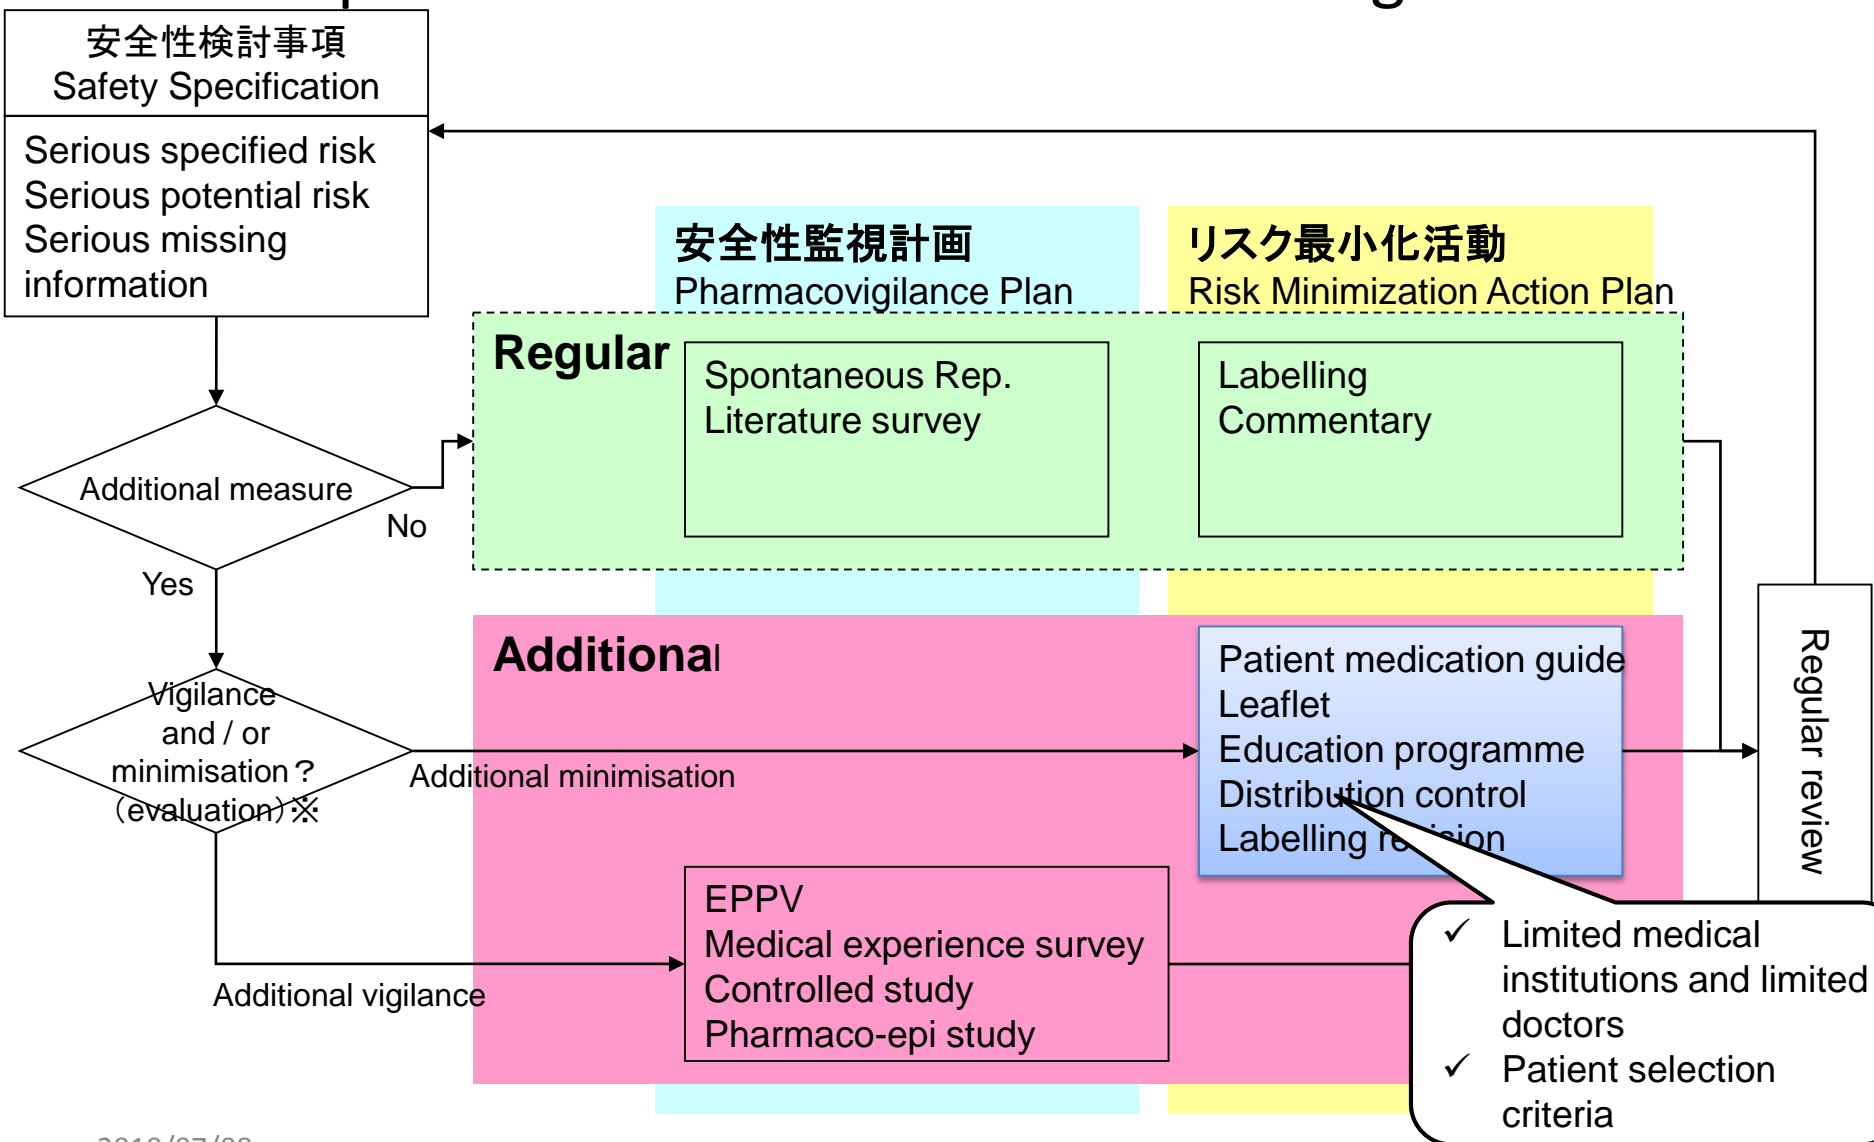 安全性検討事項
Safety Specification
Serious specified risk
Serious potential risk
Serious missing
information
安全性監視計画
Pharmacovigilance Plan
リスク最小化活動
Risk Minimization Action Plan
Regular
Spontaneous Rep.
Literature survey
Labelling
Commentary
Additional measure
No
Yes
Additional
Patient medication guide
Leaflet
Education programme
Distribution control
Labelling revision
Vigilance
and / or
minimisation？
（evaluation）※
Additional minimisation
Regular review
EPPV
Medical experience survey
Controlled study
Pharmaco-epi study
Additional vigilance
✓ Limited medical
institutions and limited
doctors
✓ Patient selection
criteria